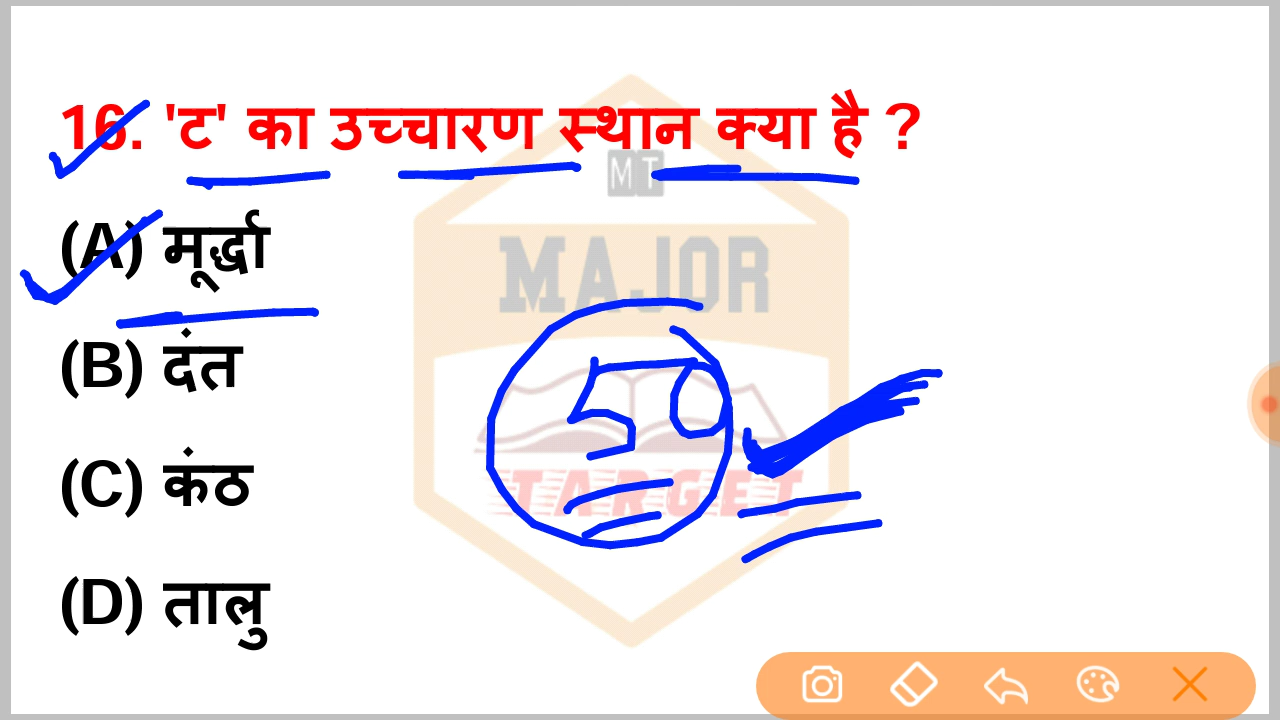 16. 'ट' का उच्चारण स्थान क्या है ?
MT
(A) मूर्द्धा
MAJOR
(B) दंत
50
(C) कंठ
TARGET
(D) तालु